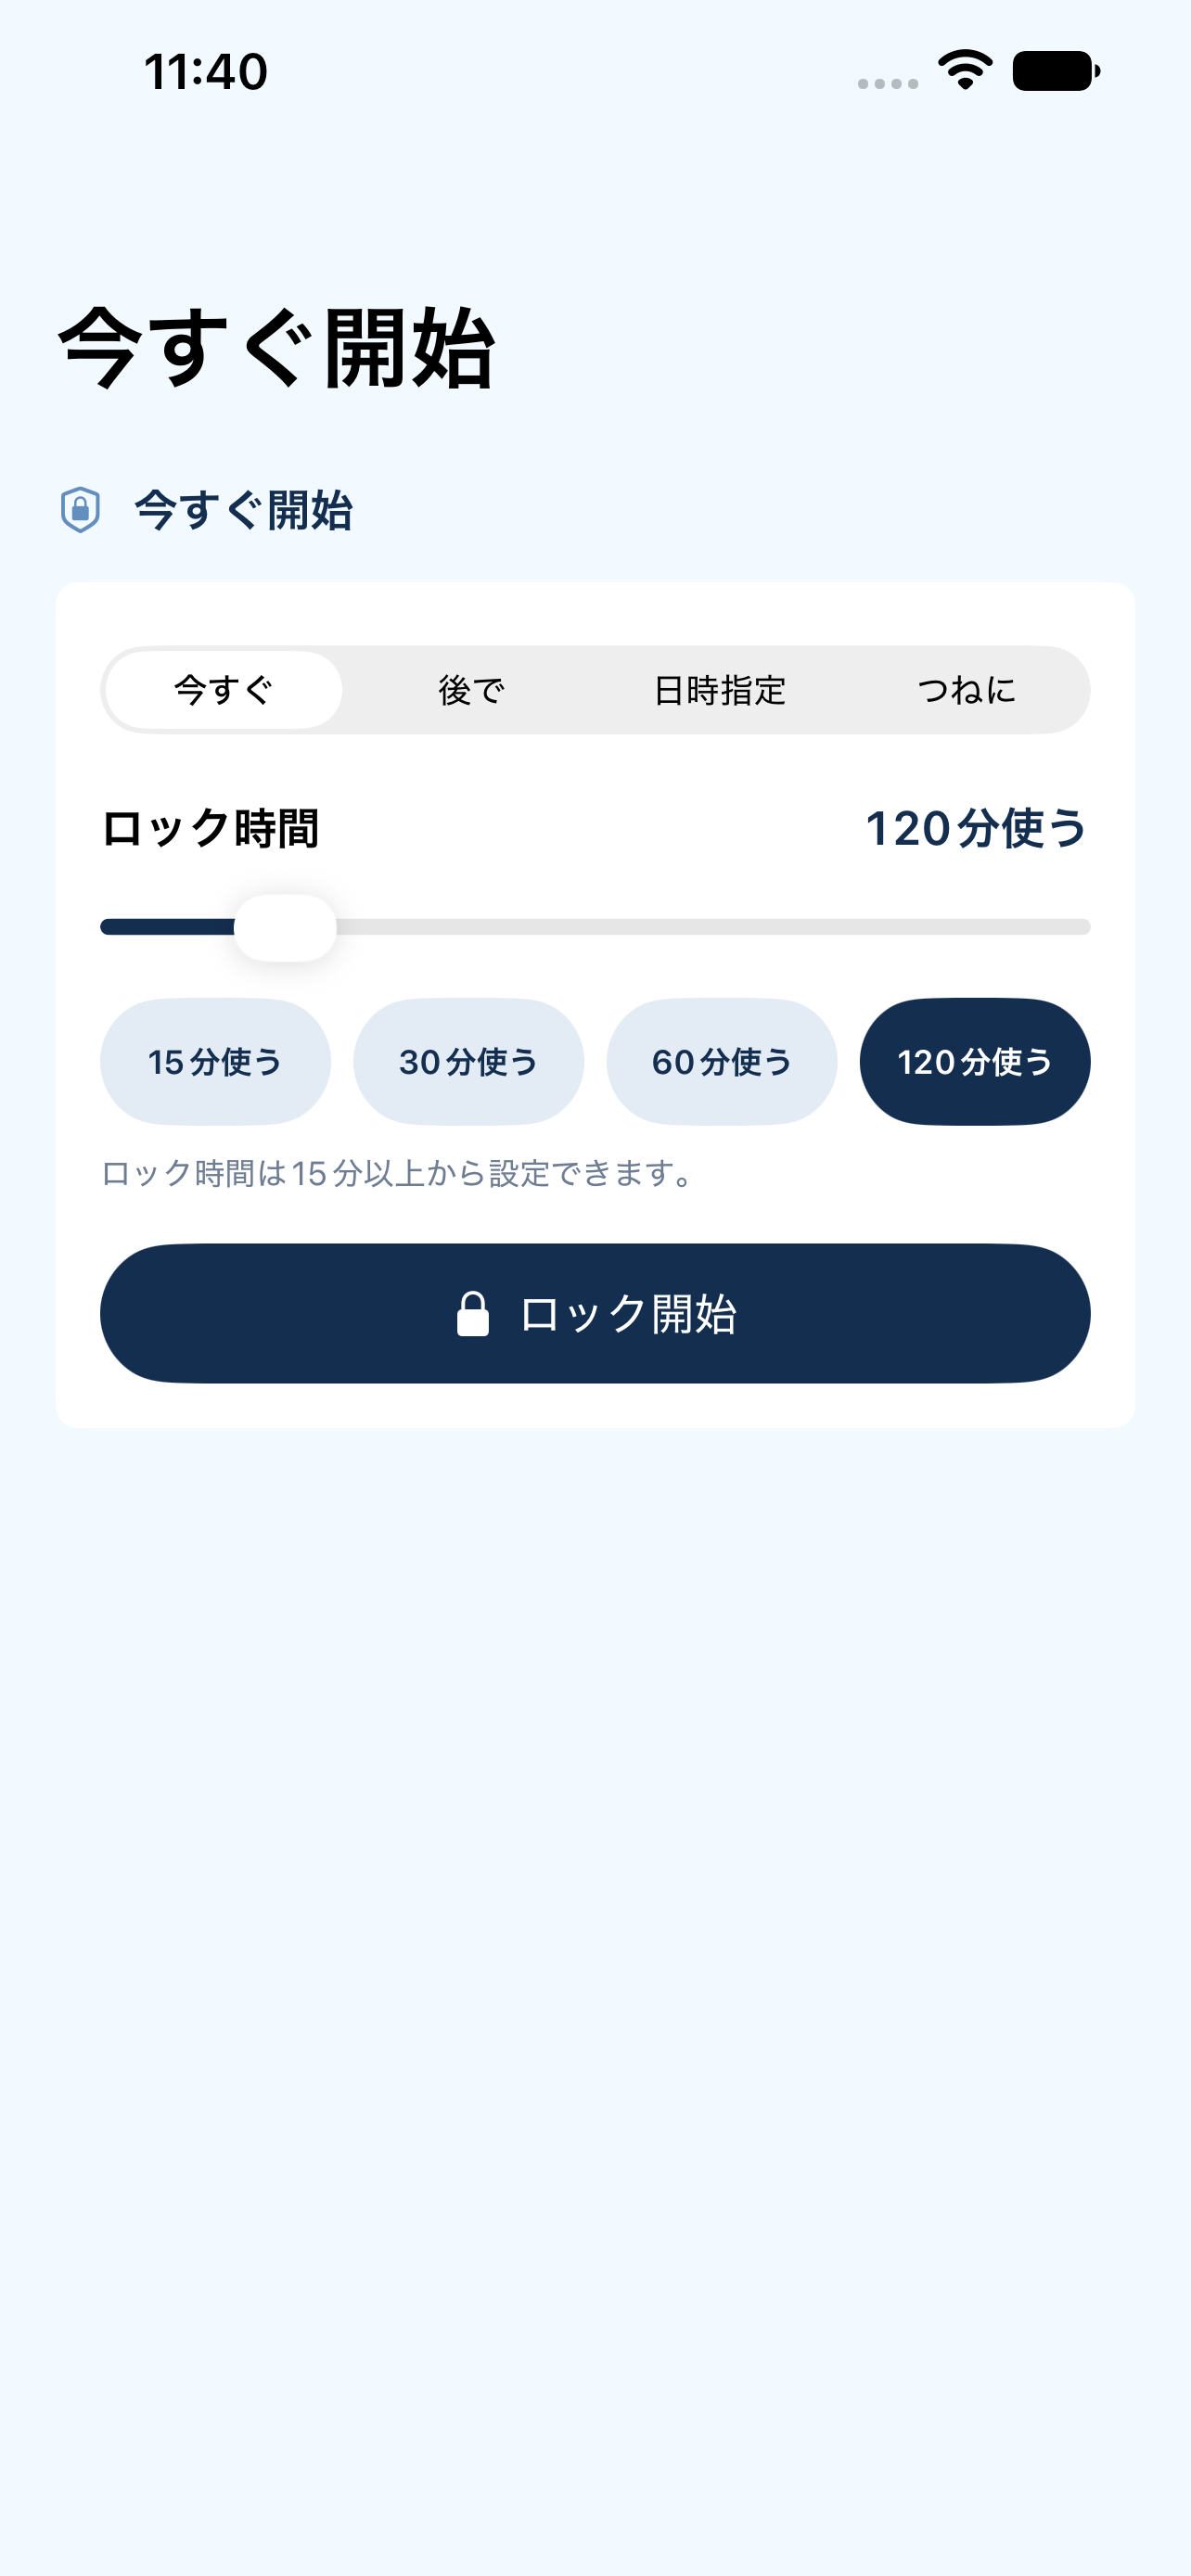 11:40
今すぐ開始
今すぐ開始
今すぐ 後で 日時指定 つねに
ロック時間 120分使う
15分使う 30分使う 60分使う 120分使う
ロック時間は15分以上から設定できます。
ロック開始